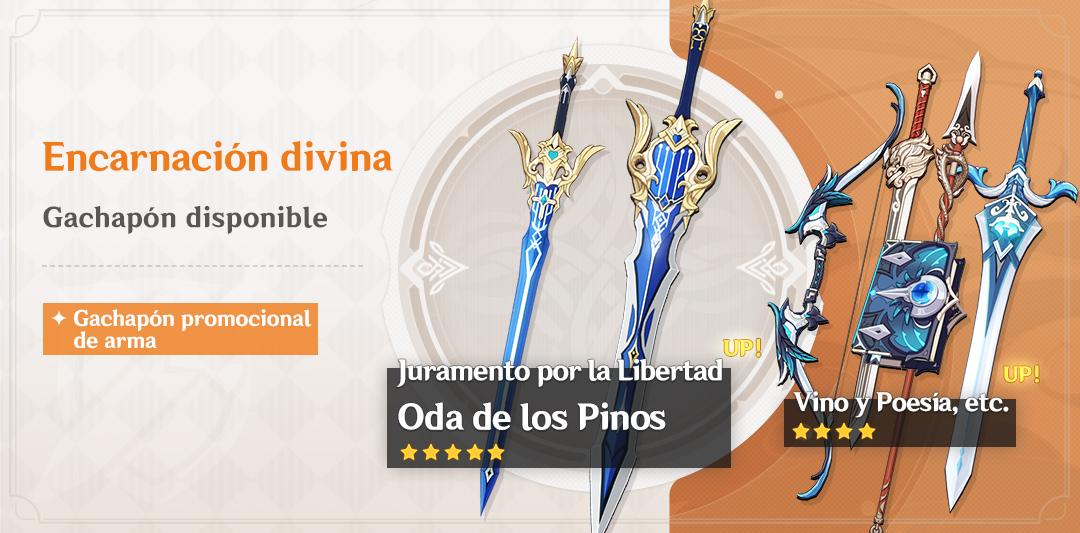 Encarnación divina
Gachapón disponible
Gachapón promocional
de arma
UP!
Juramento por la Libertad
Oda de los Pinos
UP!
Vino y Poesía, etc.